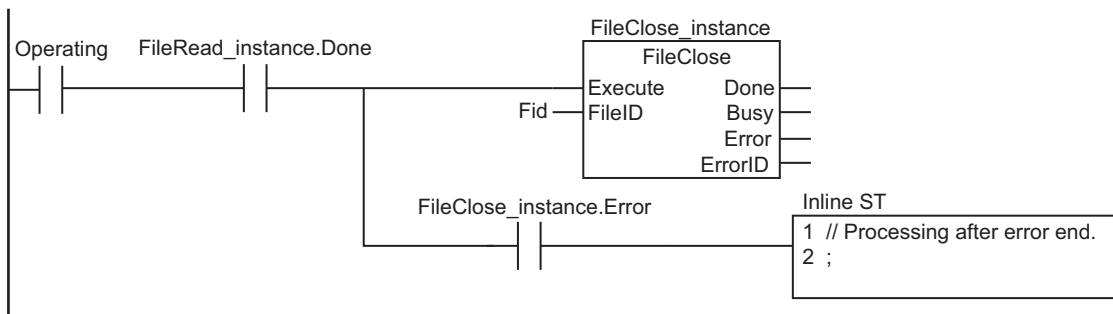 FileClose_instance
Operating
FileRead_instance.Done
FileClose
Execute
Done
Fid
FileID
Busy
Error
ErrorID
FileClose_instance.Error
Inline ST
1 // Processing after error end.
2 ;